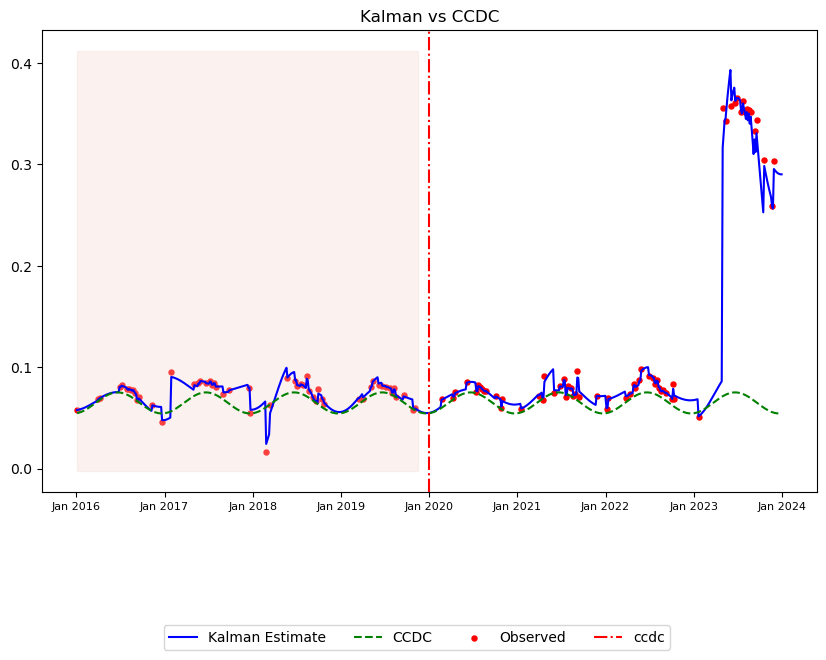 Kalman vs CCDC
0.4
0.3
0.2
0.1
0.0
Jan 2016 Jan 2017 Jan 2018 Jan 2019 Jan 2020 Jan 2021 Jan 2022 Jan 2023 Jan 2024
Kalman Estimate CCDC Observed ccdc